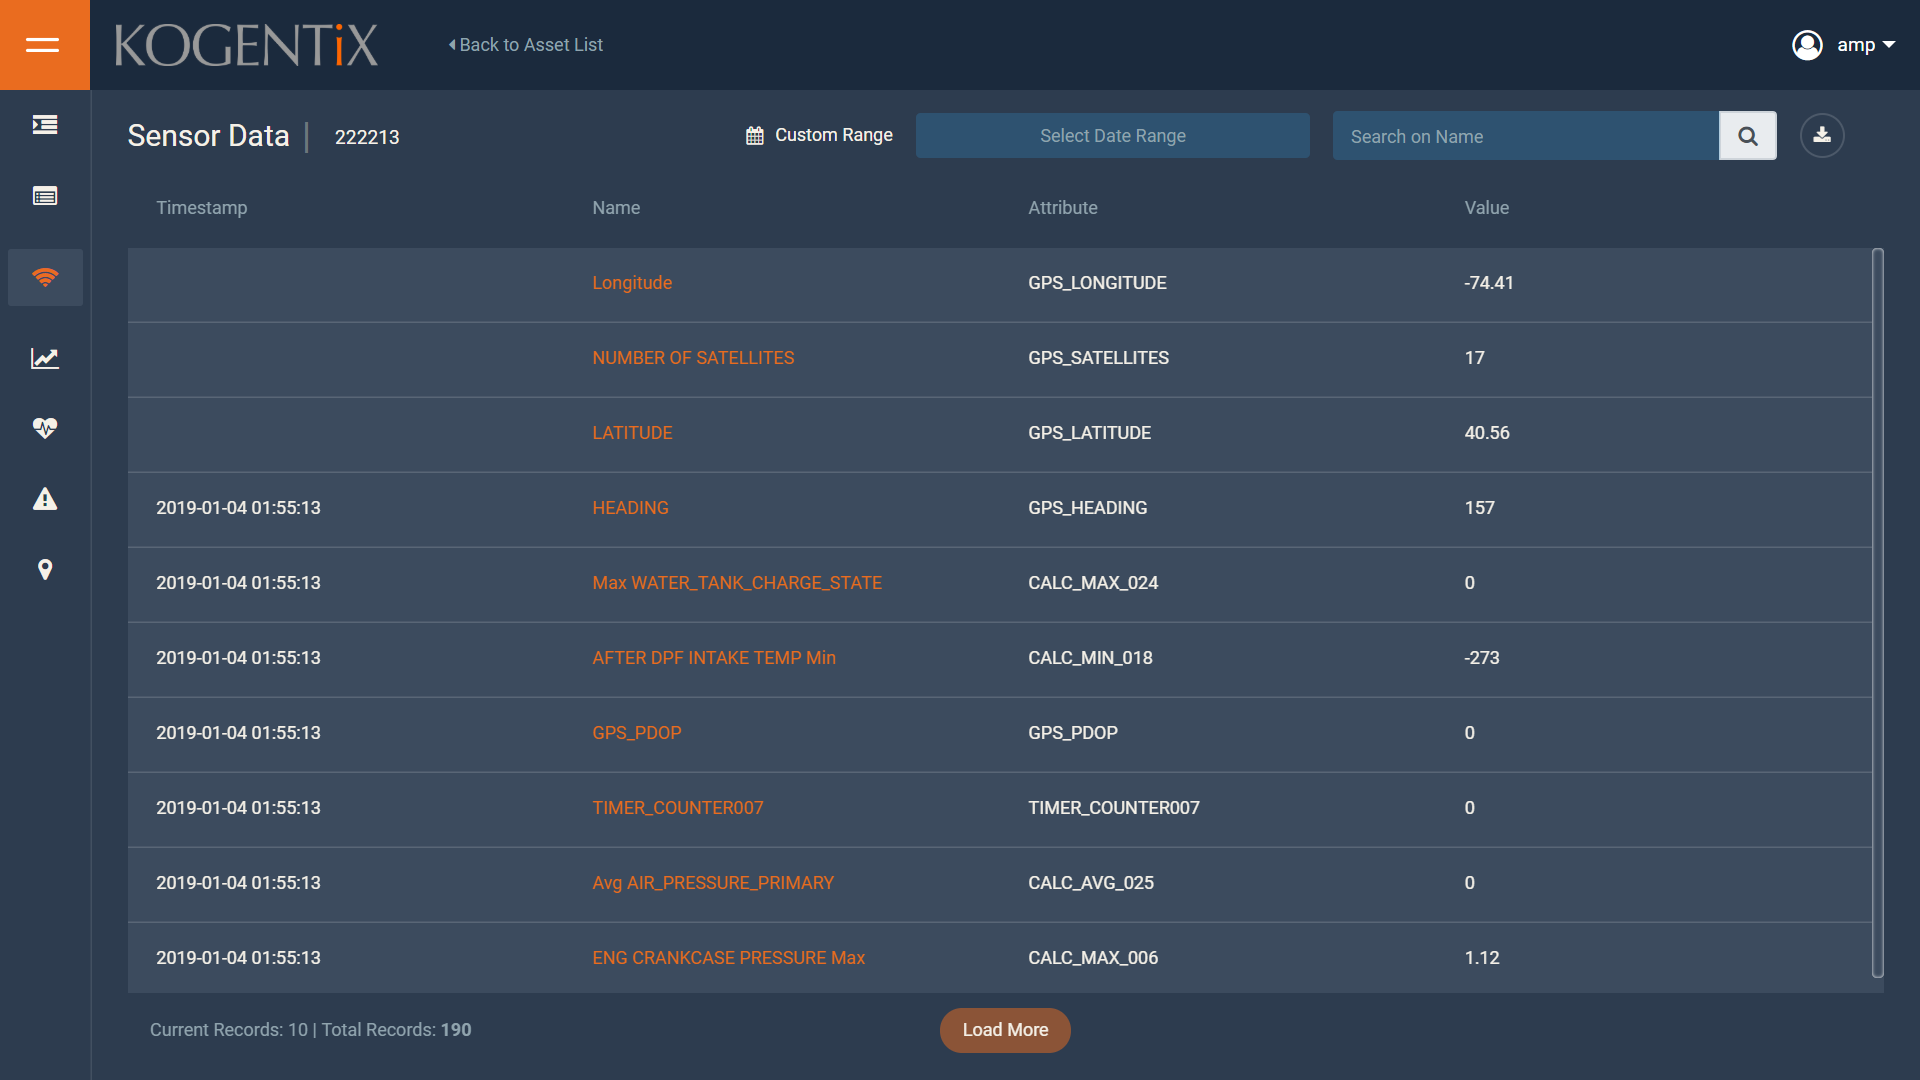 KOGENTiX
Back to Asset List
amp
Sensor Data | 222213
Custom Range
Select Date Range
Search on Name
Timestamp Name Attribute Value
Longitude GPS_LONGITUDE -74.41
NUMBER OF SATELLITES GPS_SATELLITES 17
LATITUDE GPS_LATITUDE 40.56
2019-01-04 01:55:13 HEADING GPS_HEADING 157
2019-01-04 01:55:13 Max WATER_TANK_CHARGE_STATE CALC_MAX_024 0
2019-01-04 01:55:13 AFTER DPF INTAKE TEMP Min CALC_MIN_018 -273
2019-01-04 01:55:13 GPS_PDOP GPS_PDOP 0
2019-01-04 01:55:13 TIMER_COUNTER007 TIMER_COUNTER007 0
2019-01-04 01:55:13 Avg AIR_PRESSURE_PRIMARY CALC_AVG_025 0
2019-01-04 01:55:13 ENG CRANKCASE PRESSURE Max CALC_MAX_006 1.12
Current Records: 10 | Total Records: 190
Load More